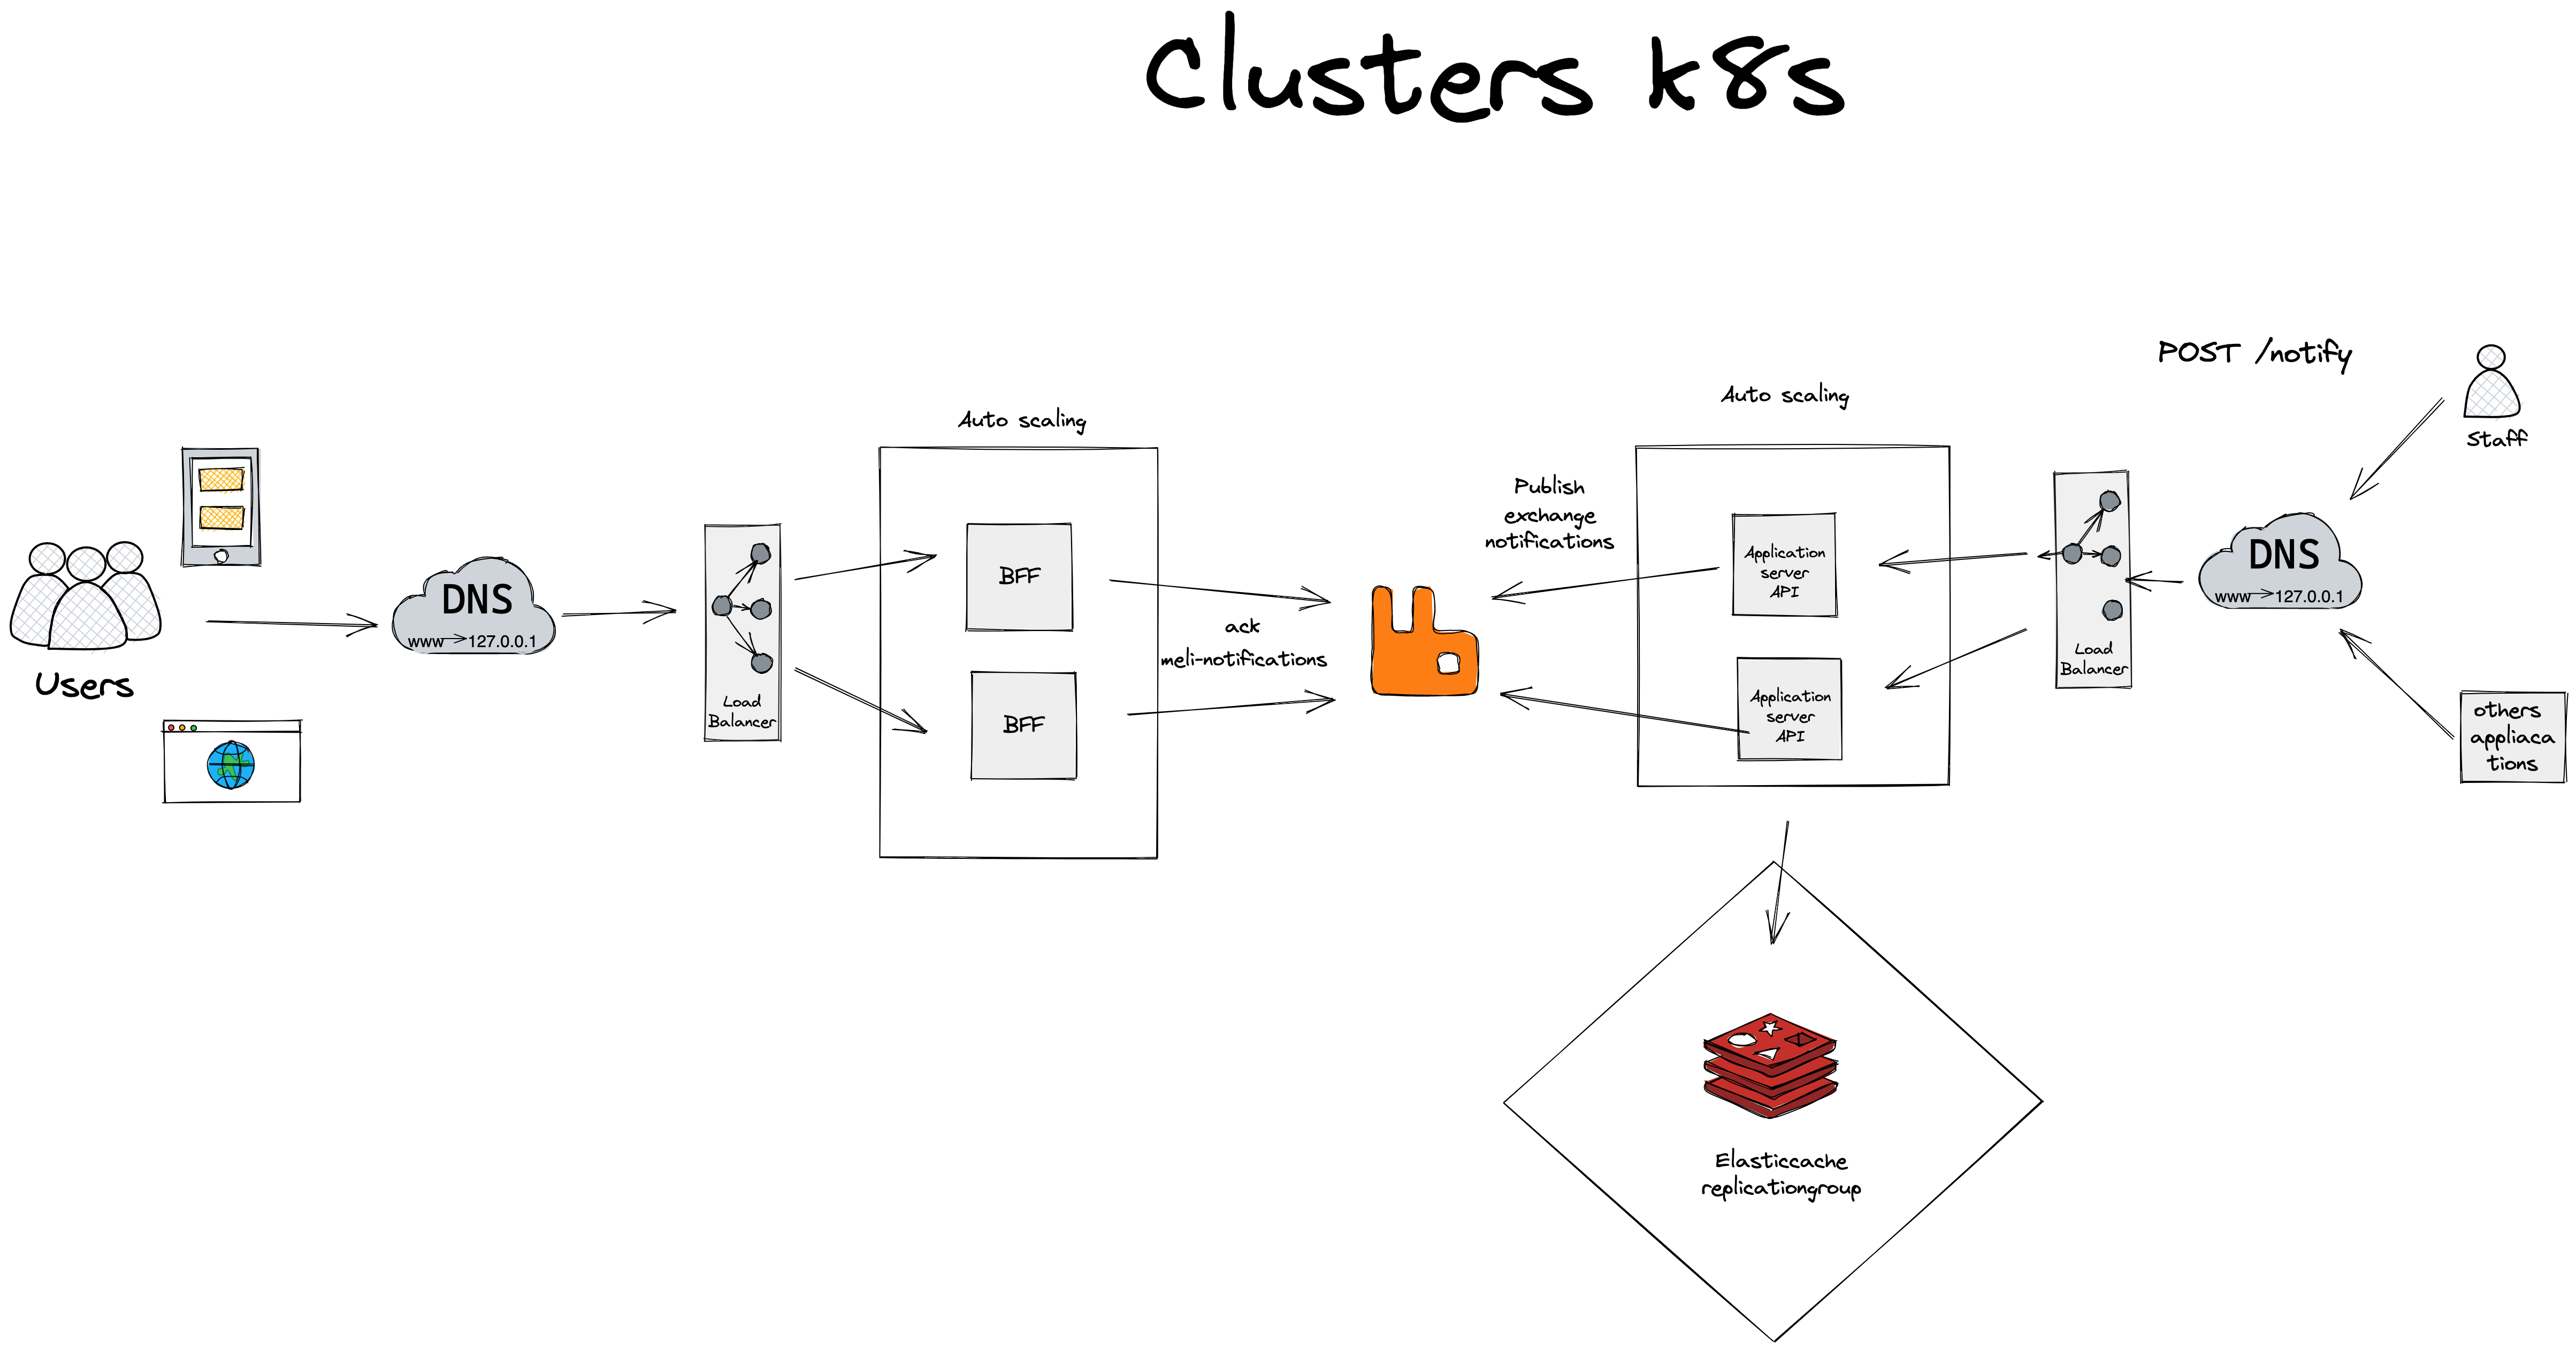 Clusters k8s
Users
DNS
www→127.0.0.1
Load
Balancer
Auto scaling
BFF
BFF
ack
meli-notifications
Publish
exchange
notifications
Auto scaling
Application
server
API
Application
server
API
Elasticcache
replicationgroup
Load
Balancer
POST /notify
DNS
www→127.0.0.1
Staff
others
appliaca
tions